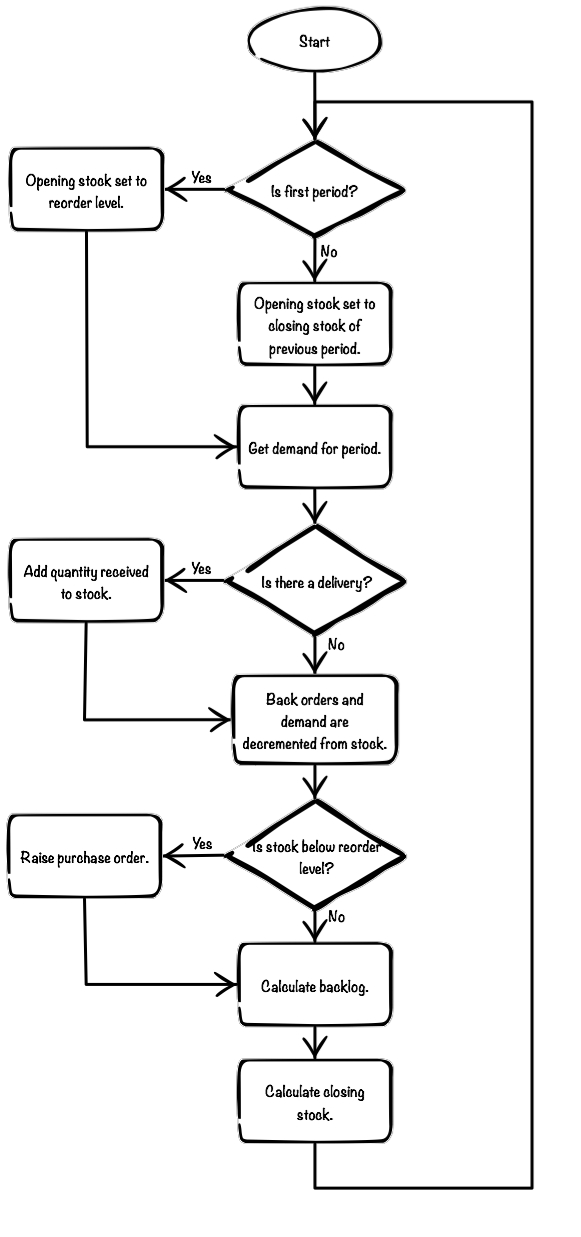 Start
Is first period?
Yes
Opening stock set to
reorder level.
No
Opening stock set to
closing stock of
previous period.
Get demand for period.
Is there a delivery?
Yes
Add quantity received
to stock.
No
Back orders and
demand are
decremented from stock.
Is stock below reorder
level?
Yes
Raise purchase order.
No
Calculate backlog.
Calculate closing
stock.